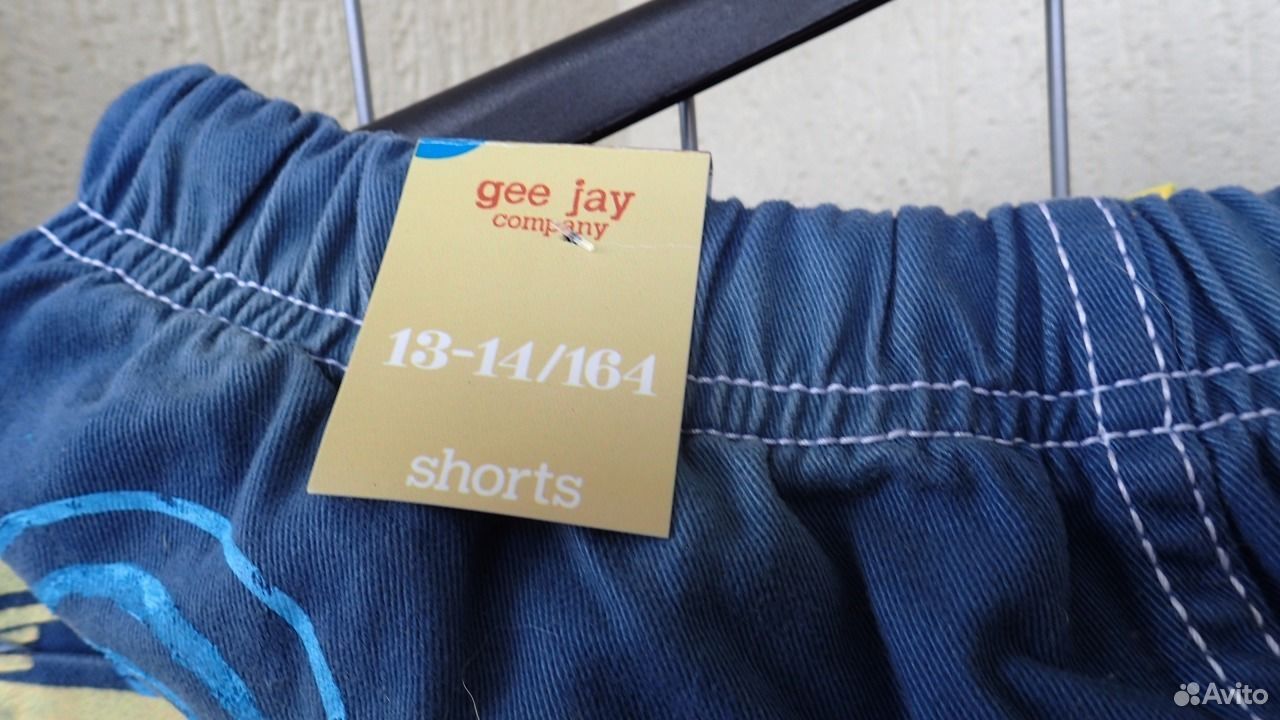 gee jay
company
13-14/164
shorts
Avito